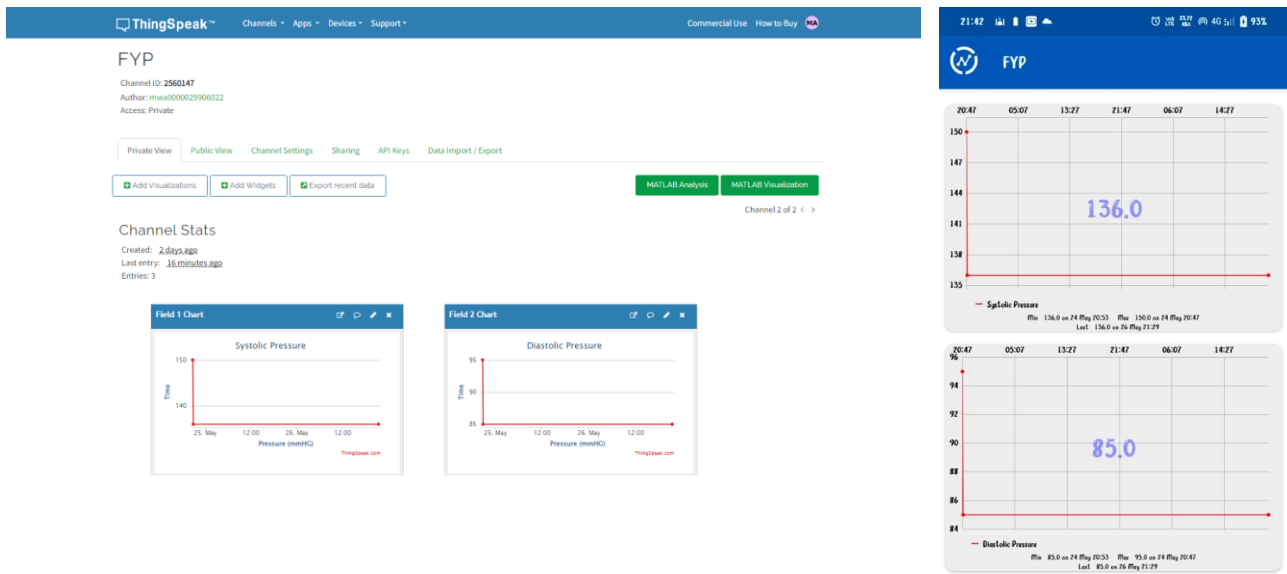 ThingSpeak™ Channels Apps Devices Support Commercial Use How to Buy MA
FYP
Channel ID: 2560147
Author: mwa0000029906022
Access: Private
Private View Public View Channel Settings Sharing API Keys Data Import / Export
Add Visualizations Add Widgets Export recent data MATLAB Analysis MATLAB Visualization
Channel 2 of 2 < >
Channel Stats
Created: 2 days ago
Last entry: 16 minutes ago
Entries: 3
Field 1 Chart
Systolic Pressure
150
140
Time
25. May 12:00 26. May 12:00
Pressure (mmHG)
ThingSpeak.com
Field 2 Chart
Diastolic Pressure
95
90
85
Time
25. May 12:00 26. May 12:00
Pressure (mmHG)
ThingSpeak.com
21:42 4G 93%
FYP
20:47 05:07 13:27 21:47 06:07 14:27
150
147
144
141
138
135
136.0
Systolic Pressure
Min 136.0 on 24 May 20:53 Max 150.0 on 24 May 20:47
Last 136.0 on 26 May 21:29
20:47 05:07 13:27 21:47 06:07 14:27
96
94
92
90
88
86
84
85.0
Diastolic Pressure
Min 85.0 on 24 May 20:53 Max 95.0 on 24 May 20:47
Last 85.0 on 26 May 21:29